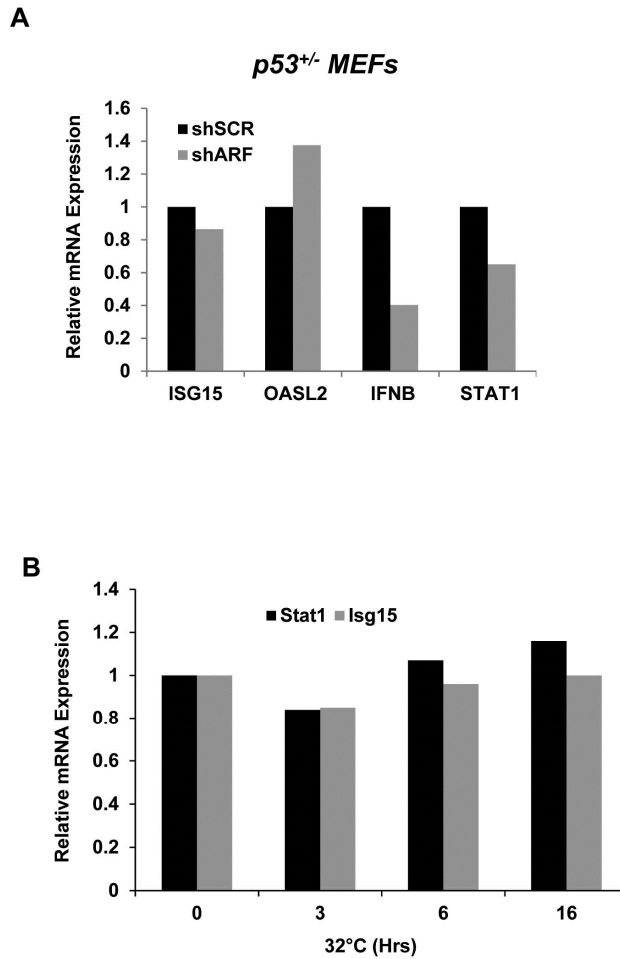 A
p53+/- MEFs
Relative mRNA Expression
1.6
1.4
1.2
1
0.8
0.6
0.4
0.2
0
shSCR
shARF
ISG15 OASL2 IFNB STAT1
B
Relative mRNA Expression
1.4
1.2
1
0.8
0.6
0.4
0.2
0
Stat1 Isg15
0 3 6 16
32°C (Hrs)